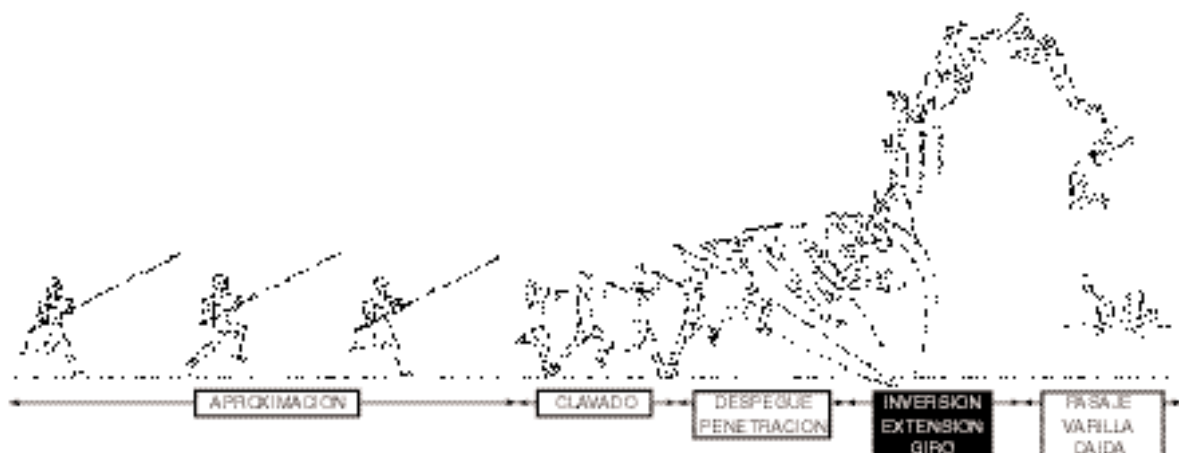 APROXIMACION
CLAVADO
DESPEGUE
PENETRACION
INVERSION
EXTENSION
GIRO
PASAJE
VARILLA
CAIDA